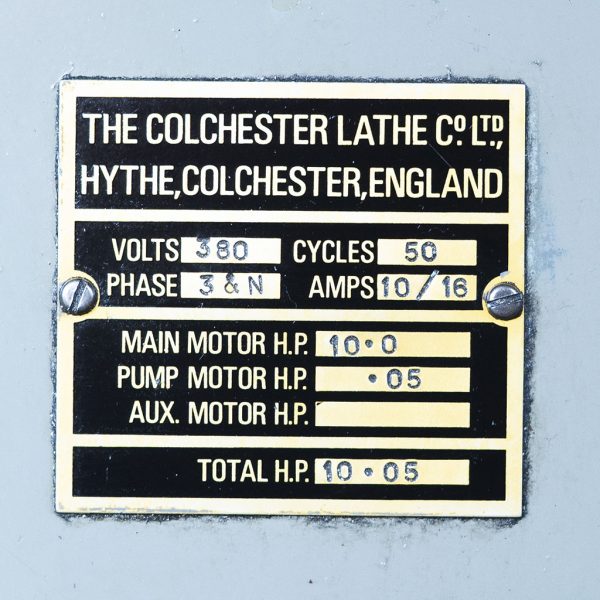 THE COLCHESTER LATHE Cº LTD.,
HYTHE, COLCHESTER, ENGLAND
VOLTS 380 CYCLES 50
PHASE 3 & N AMPS 10/16
MAIN MOTOR H.P. 10·0
PUMP MOTOR H.P. ·05
AUX. MOTOR H.P.
TOTAL H.P. 10·05